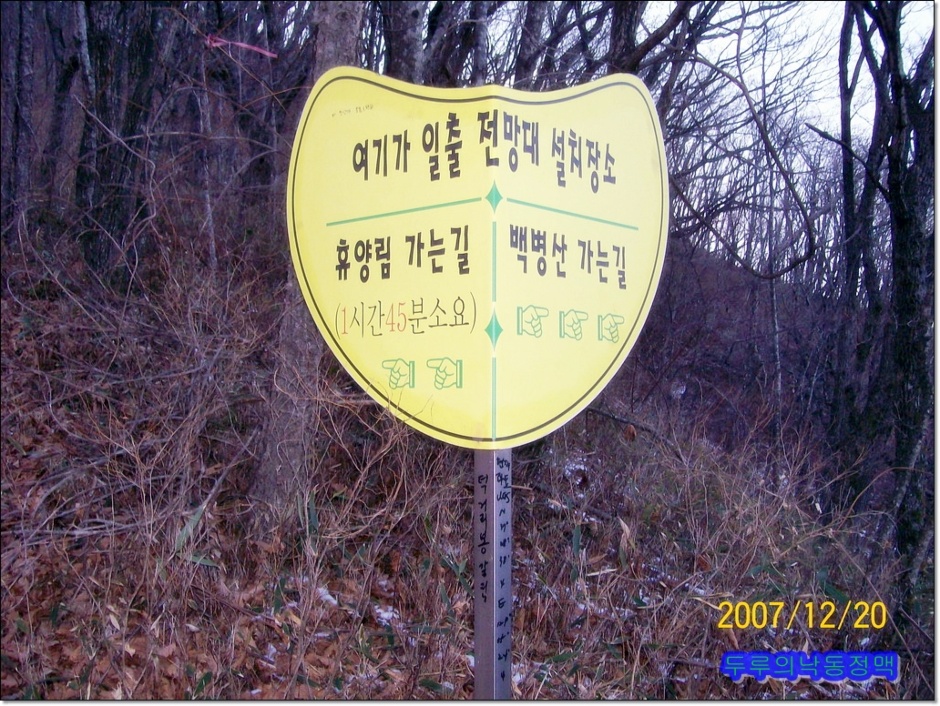 여기가 일출 전망대 설치장소
휴양림 가는길
(1시간45분소요)
백병산 가는길
2007/12/20
두루의낙동정맥